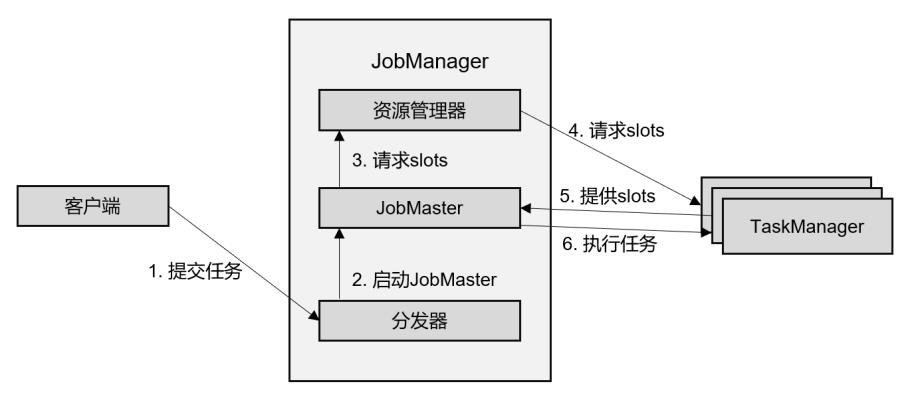 JobManager
资源管理器
4. 请求slots
3. 请求slots
客户端
JobMaster
5. 提供slots
TaskManager
6. 执行任务
1. 提交任务
2. 启动JobMaster
分发器